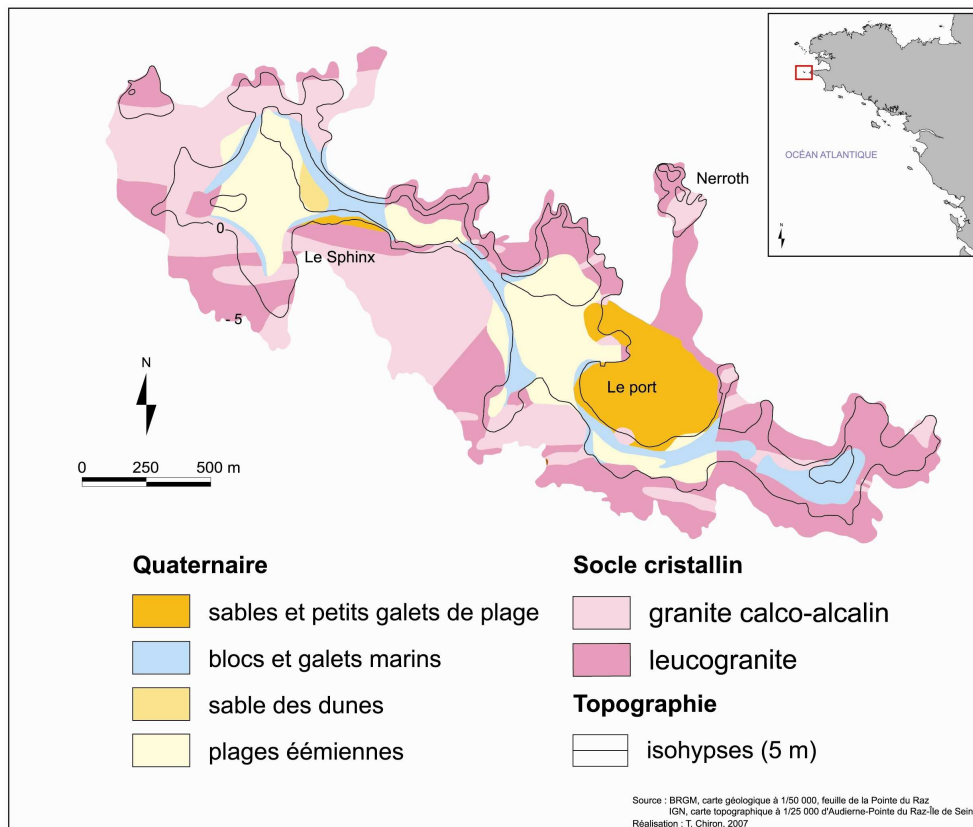 OCÉAN ATLANTIQUE
N
Nerroth
0
Le Sphinx
- 5
N
Le port
0 250 500 m
Quaternaire
sables et petits galets de plage
blocs et galets marins
sable des dunes
plages éémiennes
Socle cristallin
granite calco-alcalin
leucogranite
Topographie
isohypses (5 m)
Source : BRGM, carte géologique à 1/50 000, feuille de la Pointe du Raz
IGN, carte topographique à 1/25 000 d'Audierne-Pointe du Raz-Île de Sein
Réalisation : T. Chiron, 2007